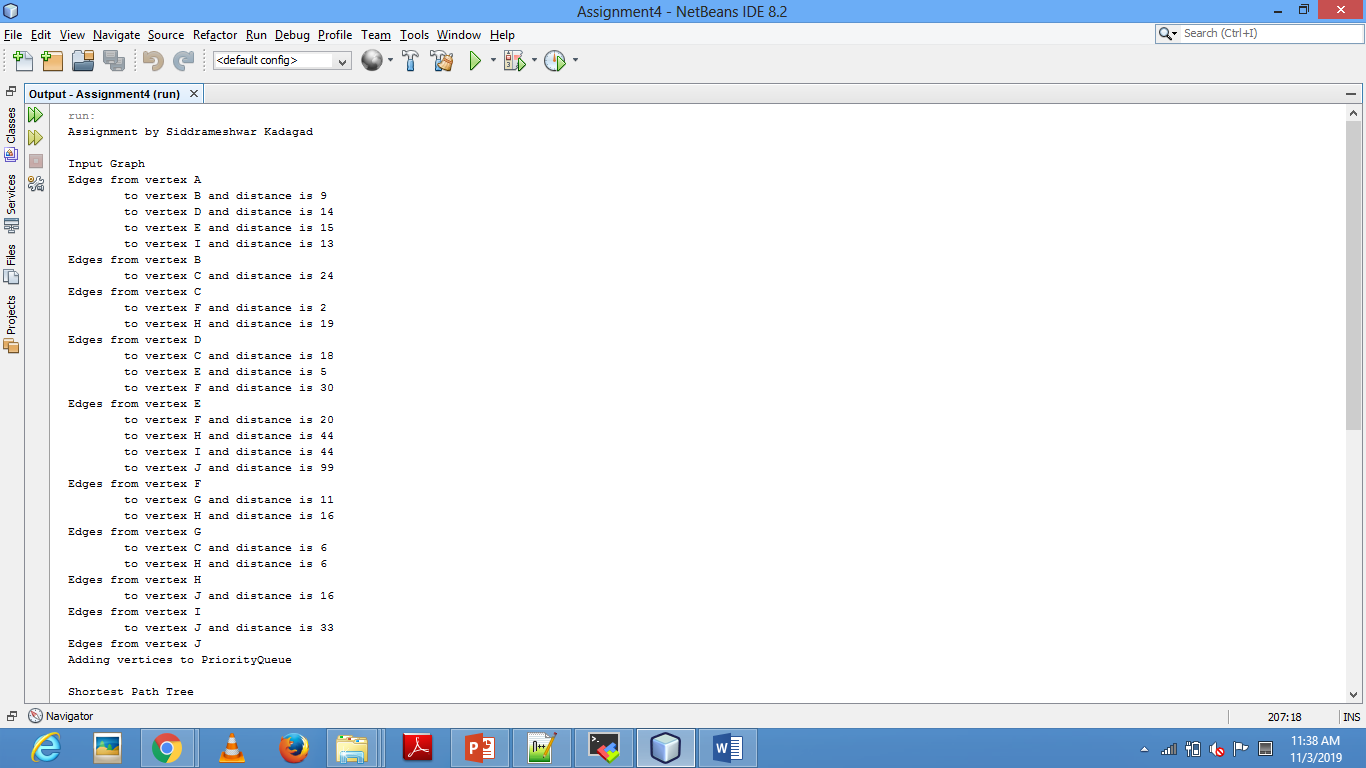 Assignment4 - NetBeans IDE 8.2
File Edit View Navigate Source Refactor Run Debug Profile Team Tools Window Help
Search (Ctrl+I)
<default config>
Output - Assignment4 (run)
Classes
Services
Files
Projects
run:
Assignment by Siddrameshwar Kadagad
Input Graph
Edges from vertex A
to vertex B and distance is 9
to vertex D and distance is 14
to vertex E and distance is 15
to vertex I and distance is 13
Edges from vertex B
to vertex C and distance is 24
Edges from vertex C
to vertex F and distance is 2
to vertex H and distance is 19
Edges from vertex D
to vertex C and distance is 18
to vertex E and distance is 5
to vertex F and distance is 30
Edges from vertex E
to vertex F and distance is 20
to vertex H and distance is 44
to vertex I and distance is 44
to vertex J and distance is 99
Edges from vertex F
to vertex G and distance is 11
to vertex H and distance is 16
Edges from vertex G
to vertex C and distance is 6
to vertex H and distance is 6
Edges from vertex H
to vertex J and distance is 16
Edges from vertex I
to vertex J and distance is 33
Edges from vertex J
Adding vertices to PriorityQueue
Shortest Path Tree
Navigator
207:18
INS
11:38 AM
11/3/2019